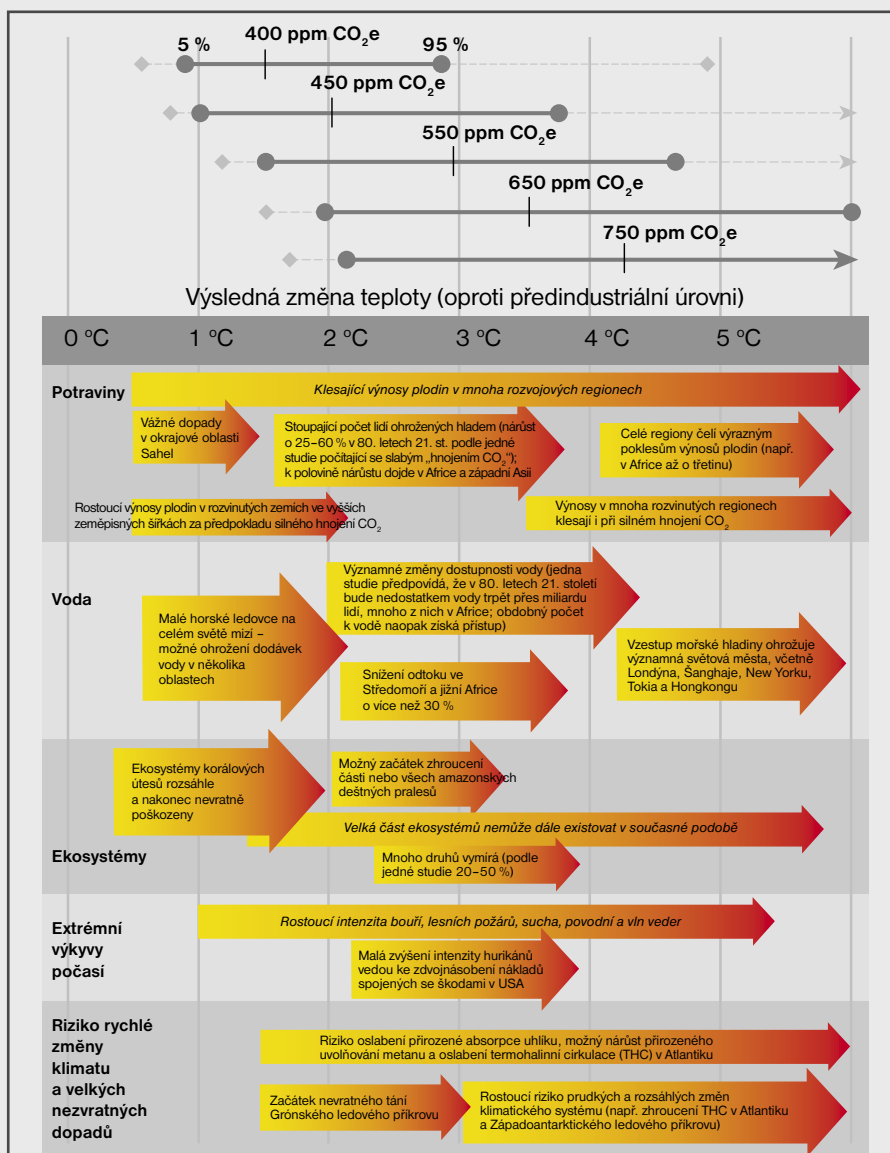 400 ppm CO₂e
5 %
95 %
450 ppm CO₂e
550 ppm CO₂e
650 ppm CO₂e
750 ppm CO₂e
Výsledná změna teploty (oproti předindustriální úrovni)
0 °C
1 °C
2 °C
3 °C
4 °C
5 °C
Potraviny
Klesající výnosy plodin v mnoha rozvojových regionech
Vážné dopady
v okrajové oblasti
Sahel
Stoupající počet lidí ohrožených hladem (nárůst
o 25–60 % v 80. letech 21. st. podle jedné
studie počítající se slabým „hnojením CO₂“);
k polovině nárůstu dojde v Africe a západní Asii
Celé regiony čelí výrazným
poklesům výnosů plodin (např.
v Africe až o třetinu)
Rostoucí výnosy plodin v rozvinutých zemích ve vyšších
zeměpisných šířkách za předpokladu silného hnojení CO₂
Výnosy v mnoha rozvinutých regionech
klesají i při silném hnojení CO₂
Voda
Malé horské ledovce na
celém světě mizí –
možné ohrožení dodávek
vody v několika
oblastech
Významné změny dostupnosti vody (jedna
studie předpovídá, že v 80. letech 21. století
bude nedostatkem vody trpět přes miliardu
lidí, mnoho z nich v Africe; obdobný počet
k vodě naopak získá přístup)
Snížení odtoku ve
Středomoří a jižní Africe
o více než 30 %
Vzestup mořské hladiny ohrožuje
významná světová města, včetně
Londýna, Šanghaje, New Yorku,
Tokia a Hongkongu
Ekosystémy
Ekosystémy korálových
útesů rozsáhle
a nakonec nevratně
poškozeny
Možný začátek zhroucení
části nebo všech amazonských
deštných pralesů
Velká část ekosystémů nemůže dále existovat v současné podobě
Mnoho druhů vymírá (podle
jedné studie 20–50 %)
Extrémní
výkyvy
počasí
Rostoucí intenzita bouří, lesních požárů, sucha, povodní a vln veder
Malá zvýšení intenzity hurikánů
vedou ke zdvojnásobení nákladů
spojených se škodami v USA
Riziko rychlé
změny
klimatu
a velkých
nezvratných
dopadů
Riziko oslabení přirozené absorpce uhlíku, možný nárůst přirozeného
uvolňování metanu a oslabení termohalinní cirkulace (THC) v Atlantiku
Začátek nevratného tání
Grónského ledového příkrovu
Rostoucí riziko prudkých a rozsáhlých změn
klimatického systému (např. zhroucení THC v Atlantiku
a Západoantarktického ledového příkrovu)